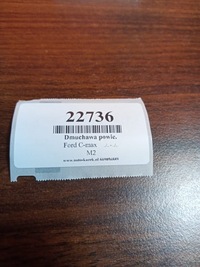 22736
Dmuchawa powie.
Ford C-max
M2